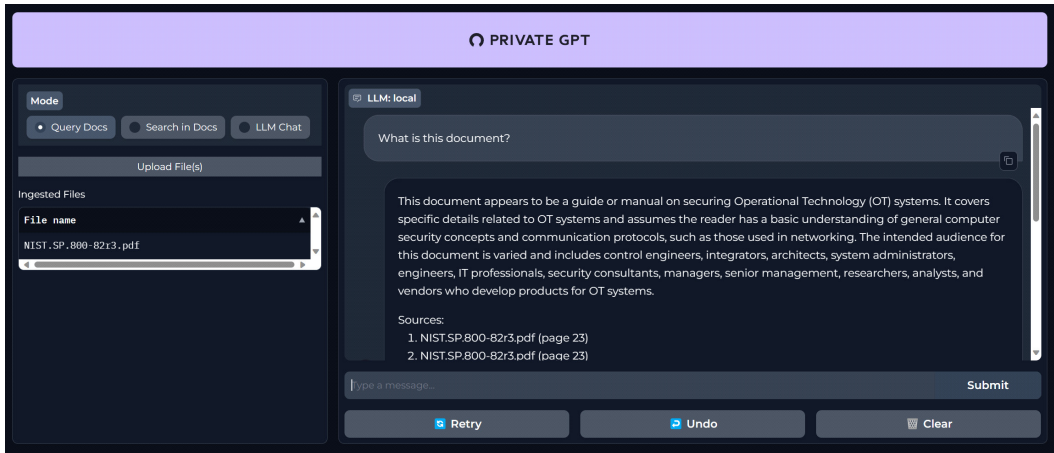 PRIVATE GPT
Mode
Query Docs
Search in Docs
LLM Chat
Upload File(s)
Ingested Files
File name
NIST.SP.800-82r3.pdf
LLM: local
What is this document?
This document appears to be a guide or manual on securing Operational Technology (OT) systems. It covers
specific details related to OT systems and assumes the reader has a basic understanding of general computer
security concepts and communication protocols, such as those used in networking. The intended audience for
this document is varied and includes control engineers, integrators, architects, system administrators,
engineers, IT professionals, security consultants, managers, senior management, researchers, analysts, and
vendors who develop products for OT systems.
Sources:
1. NIST.SP.800-82r3.pdf (page 23)
2. NIST.SP.800-82r3.pdf (page 23)
Type a message...
Submit
Retry
Undo
Clear